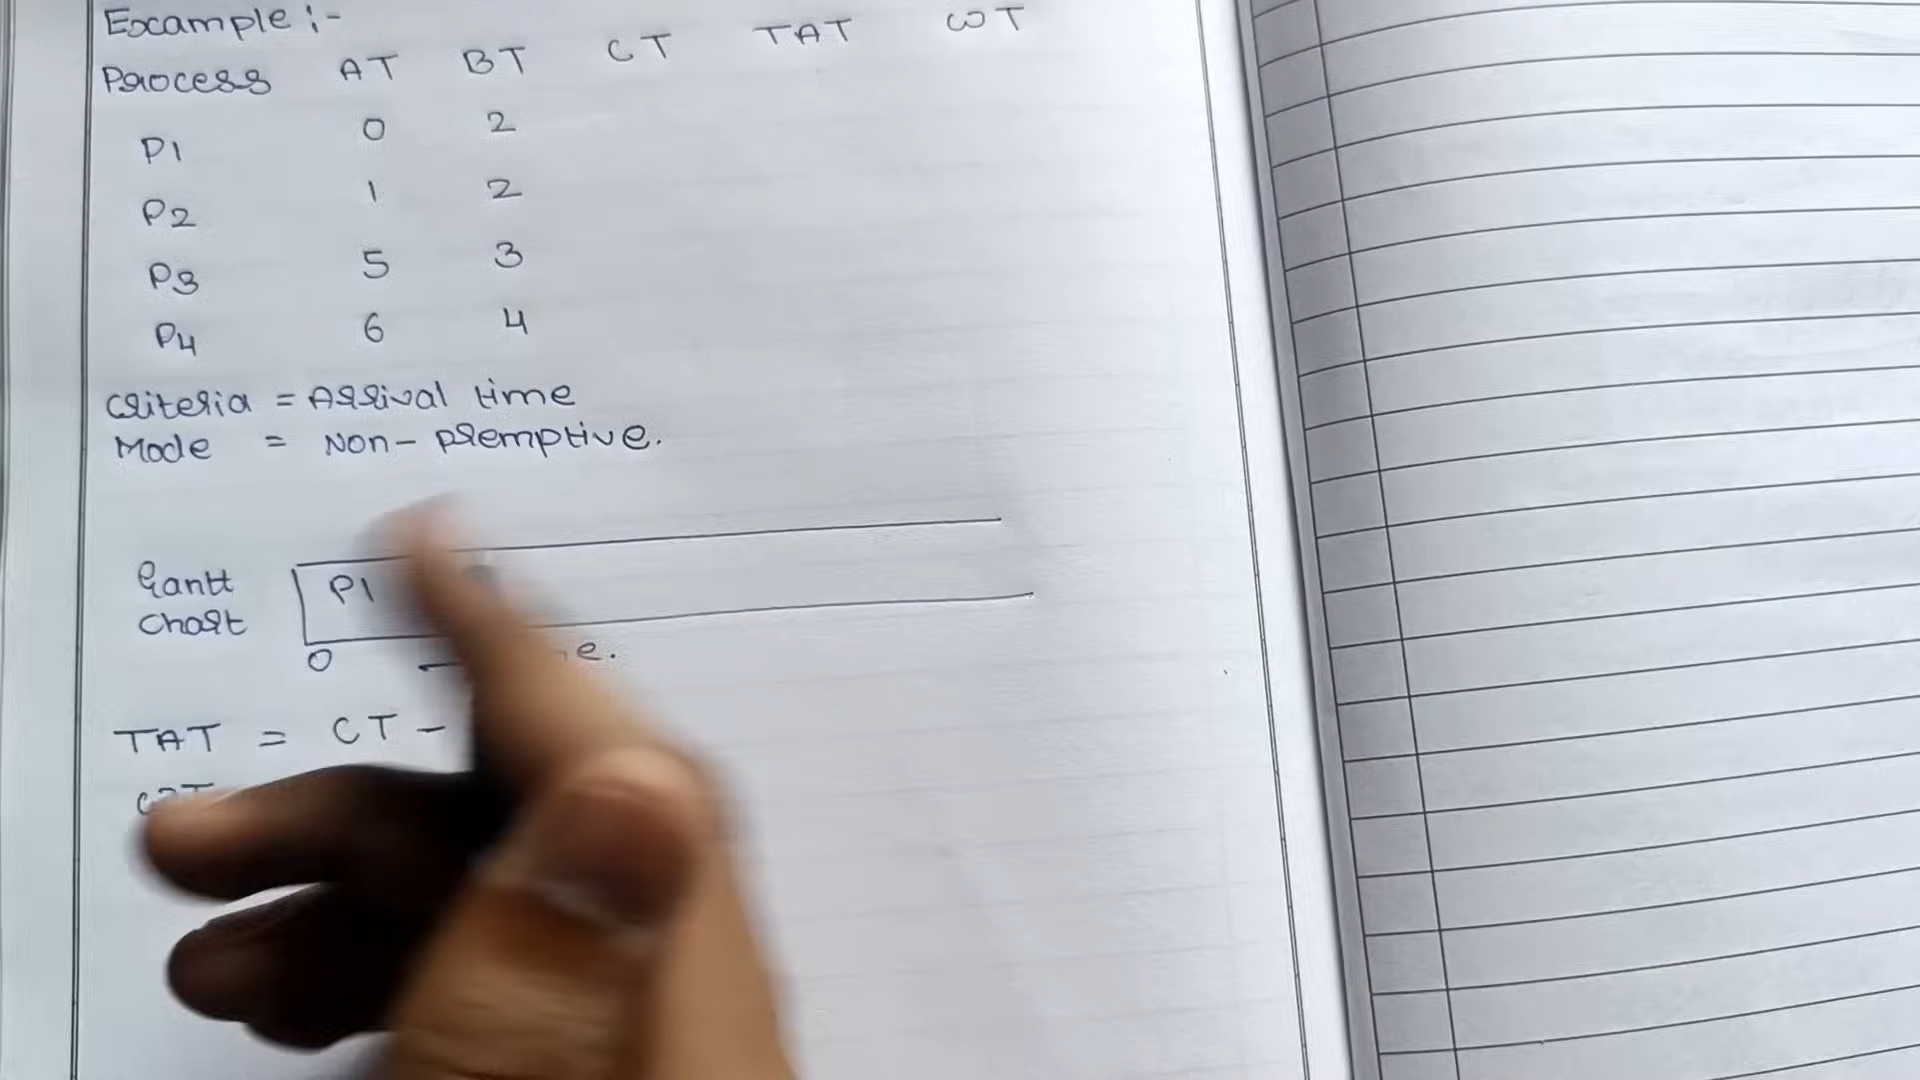 Example :-
Process AT BT CT TAT WT
P1 0 2
P2 1 2
P3 5 3
P4 6 4
Criteria = Arrival time
Mode = Non-premptive.
Gantt P1
Chart
0
TAT = CT -